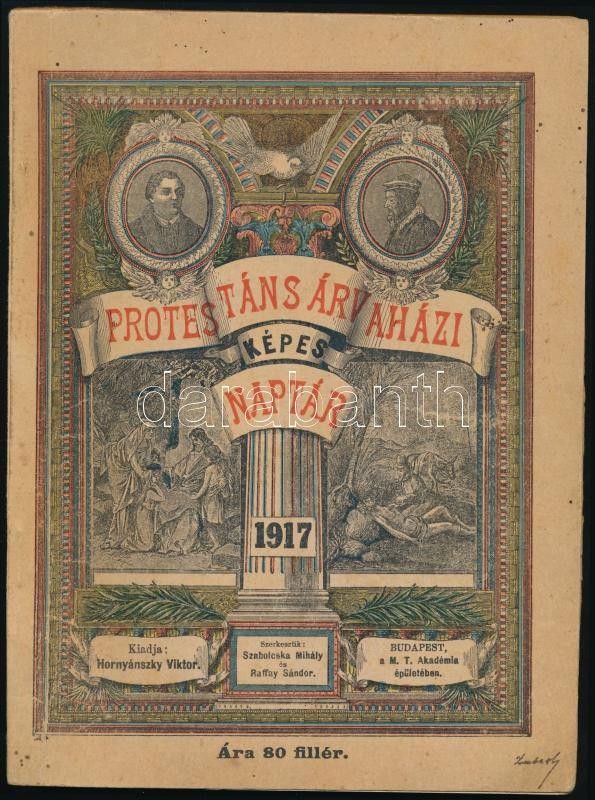 PROTESTÁNS ÁRVAHÁZI
KÉPES
NAPTÁR
darabanth
1917
Kiadja:
Hornyánszky Viktor.
Szerkesztik:
Szabolcska Mihály
és
Raffay Sándor.
BUDAPEST,
a M. T. Akadémia
épületében.
Ára 80 fillér.